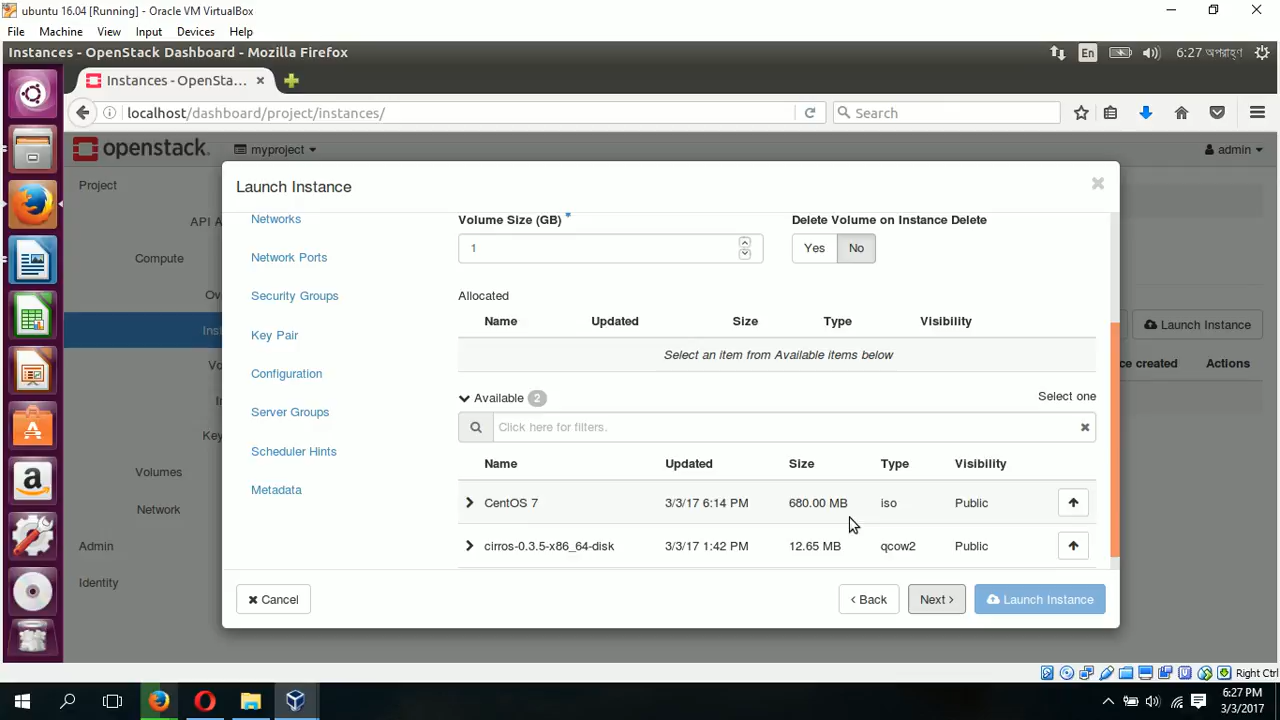 ubuntu 16.04 [Running] - Oracle VM VirtualBox
File Machine View Input Devices Help
Instances - OpenStack Dashboard - Mozilla Firefox
En
6:27 অপরাহ্ণ
Instances - OpenSta...
localhost/dashboard/project/instances/
Search
openstack.
myproject
admin
Project
API A
Compute
Ov
Inst
Vo
I
Key
Volumes
Network
Admin
Identity
Launch Instance
ce created
Actions
Launch Instance
Networks
Network Ports
Security Groups
Key Pair
Configuration
Server Groups
Scheduler Hints
Metadata
Volume Size (GB) *
Delete Volume on Instance Delete
1
Yes
No
Allocated
Name Updated Size Type Visibility
Select an item from Available items below
Available 2
Select one
Click here for filters.
Name Updated Size Type Visibility
CentOS 7 3/3/17 6:14 PM 680.00 MB iso Public
cirros-0.3.5-x86_64-disk 3/3/17 1:42 PM 12.65 MB qcow2 Public
Cancel
Back
Next
Launch Instance
Right Ctrl
6:27 PM
3/3/2017